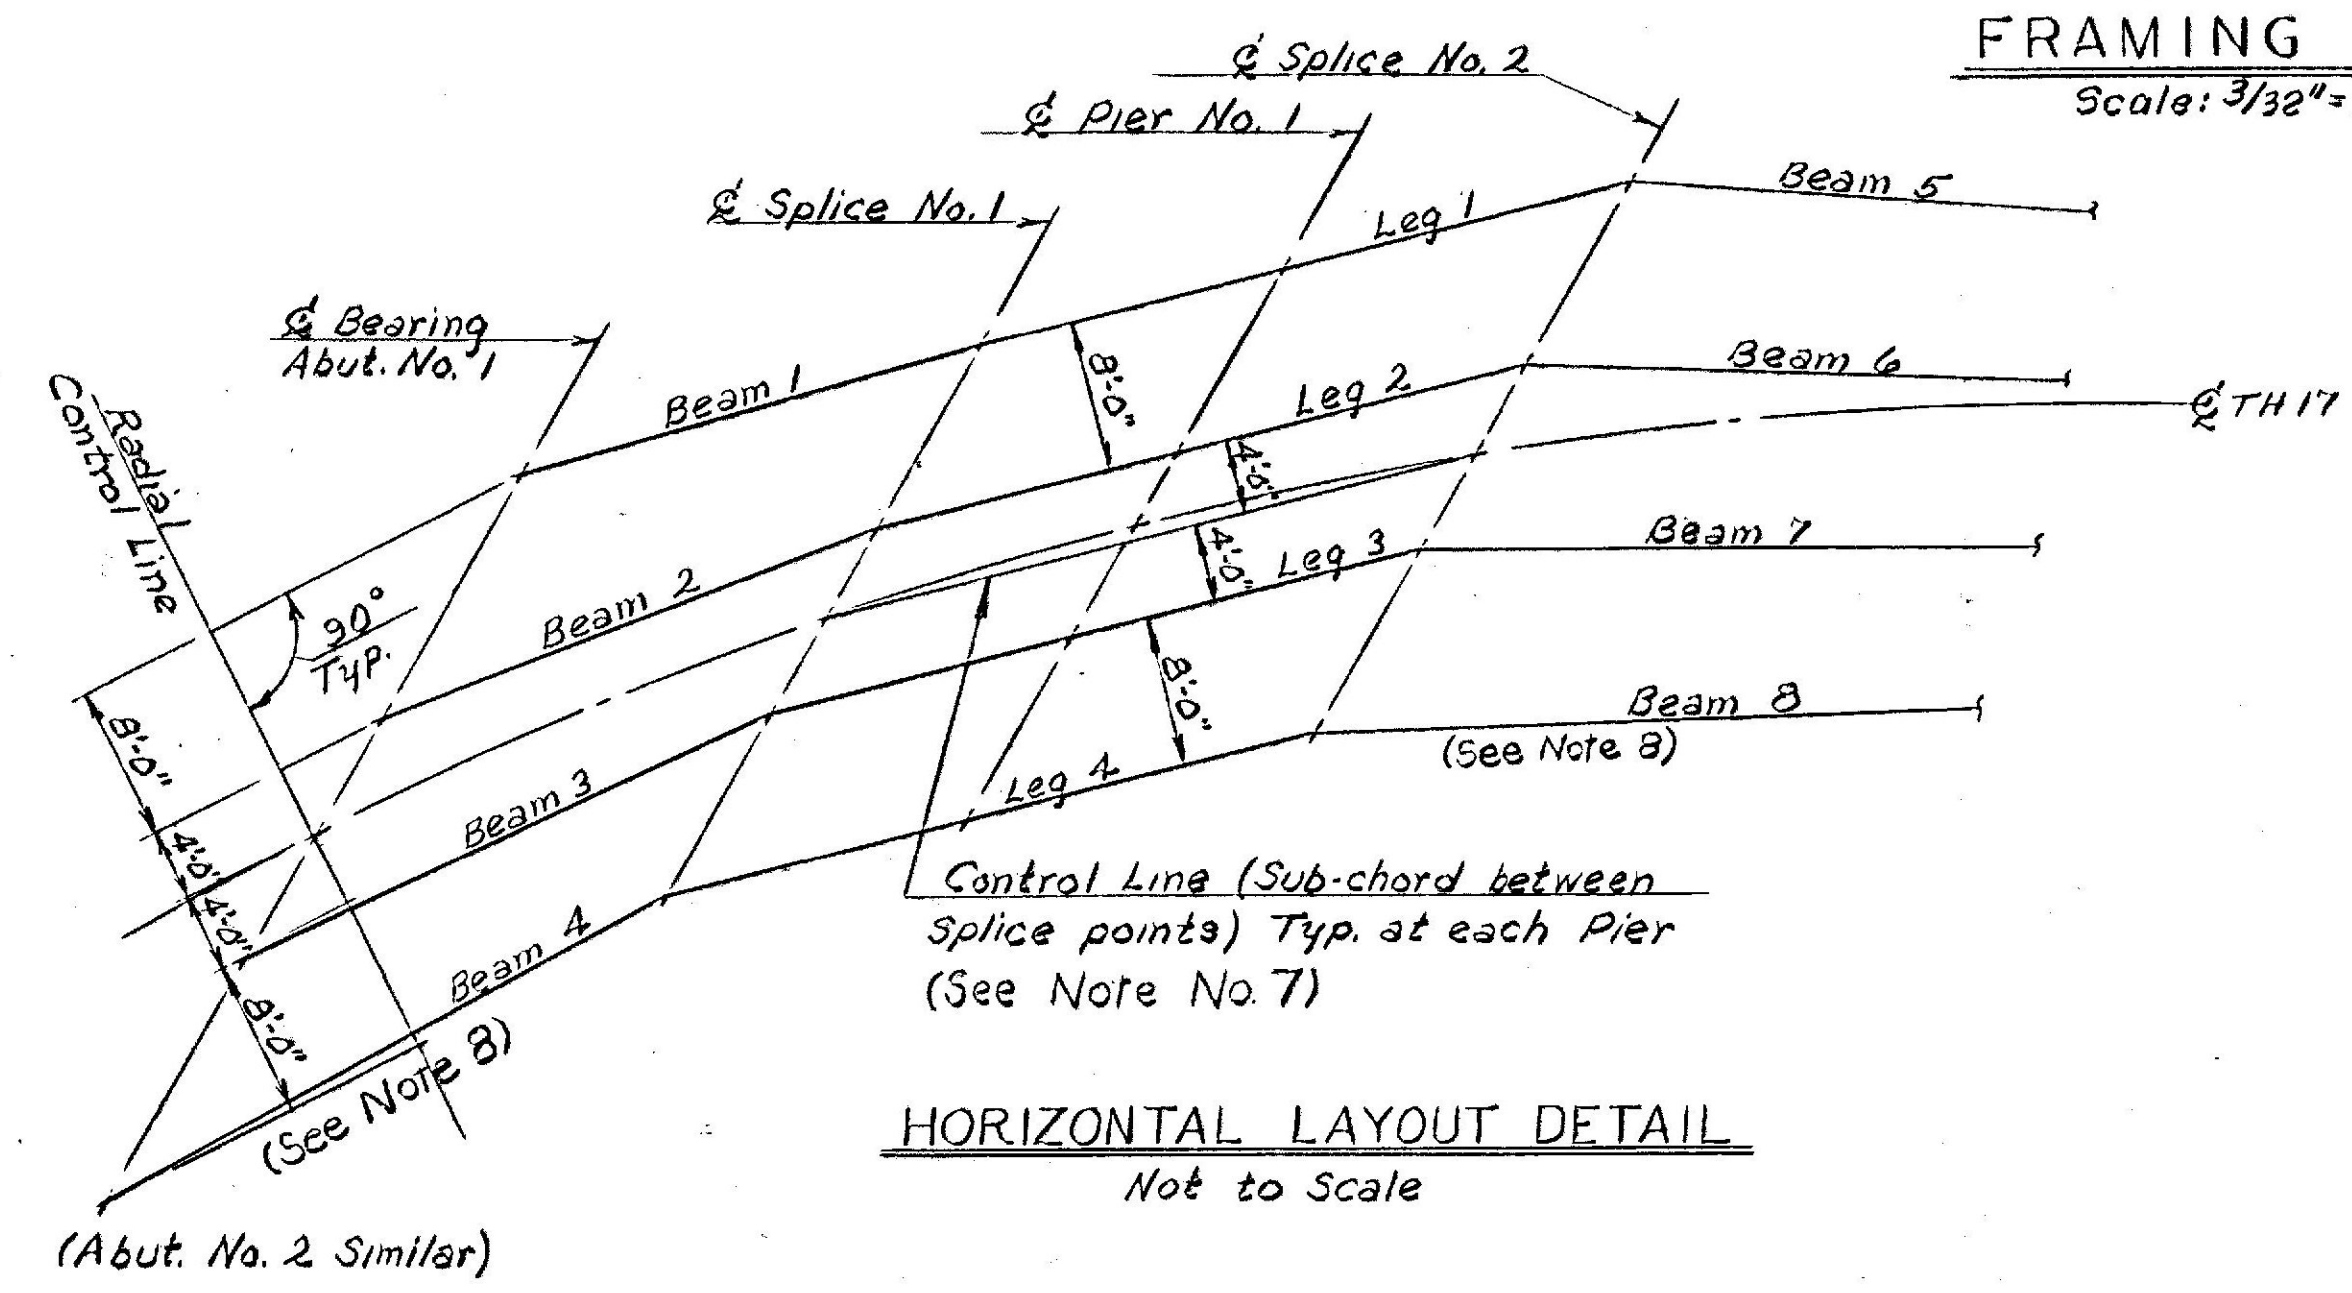 FRAMING
Scale: 3/32"=
℄ Splice No. 2
℄ Pier No. 1
℄ Splice No. 1
℄ Bearing
Abut. No. 1
Radial
Control Line
Beam 1
Leg 1
Beam 5
8'-0"
Leg 2
Beam 6
℄ TH 17
4'-0"
4'-0"
Leg 3
Beam 7
90°
Typ.
Beam 2
8'-0"
8'-0"
Beam 3
Leg 4
Beam 8
(See Note 8)
4'-0"
4'-0"
8'-0"
Beam 4
(See Note 8)
Control Line (Sub-chord between
splice points) Typ. at each Pier
(See Note No. 7)
HORIZONTAL LAYOUT DETAIL
Not to Scale
(Abut. No. 2 Similar)